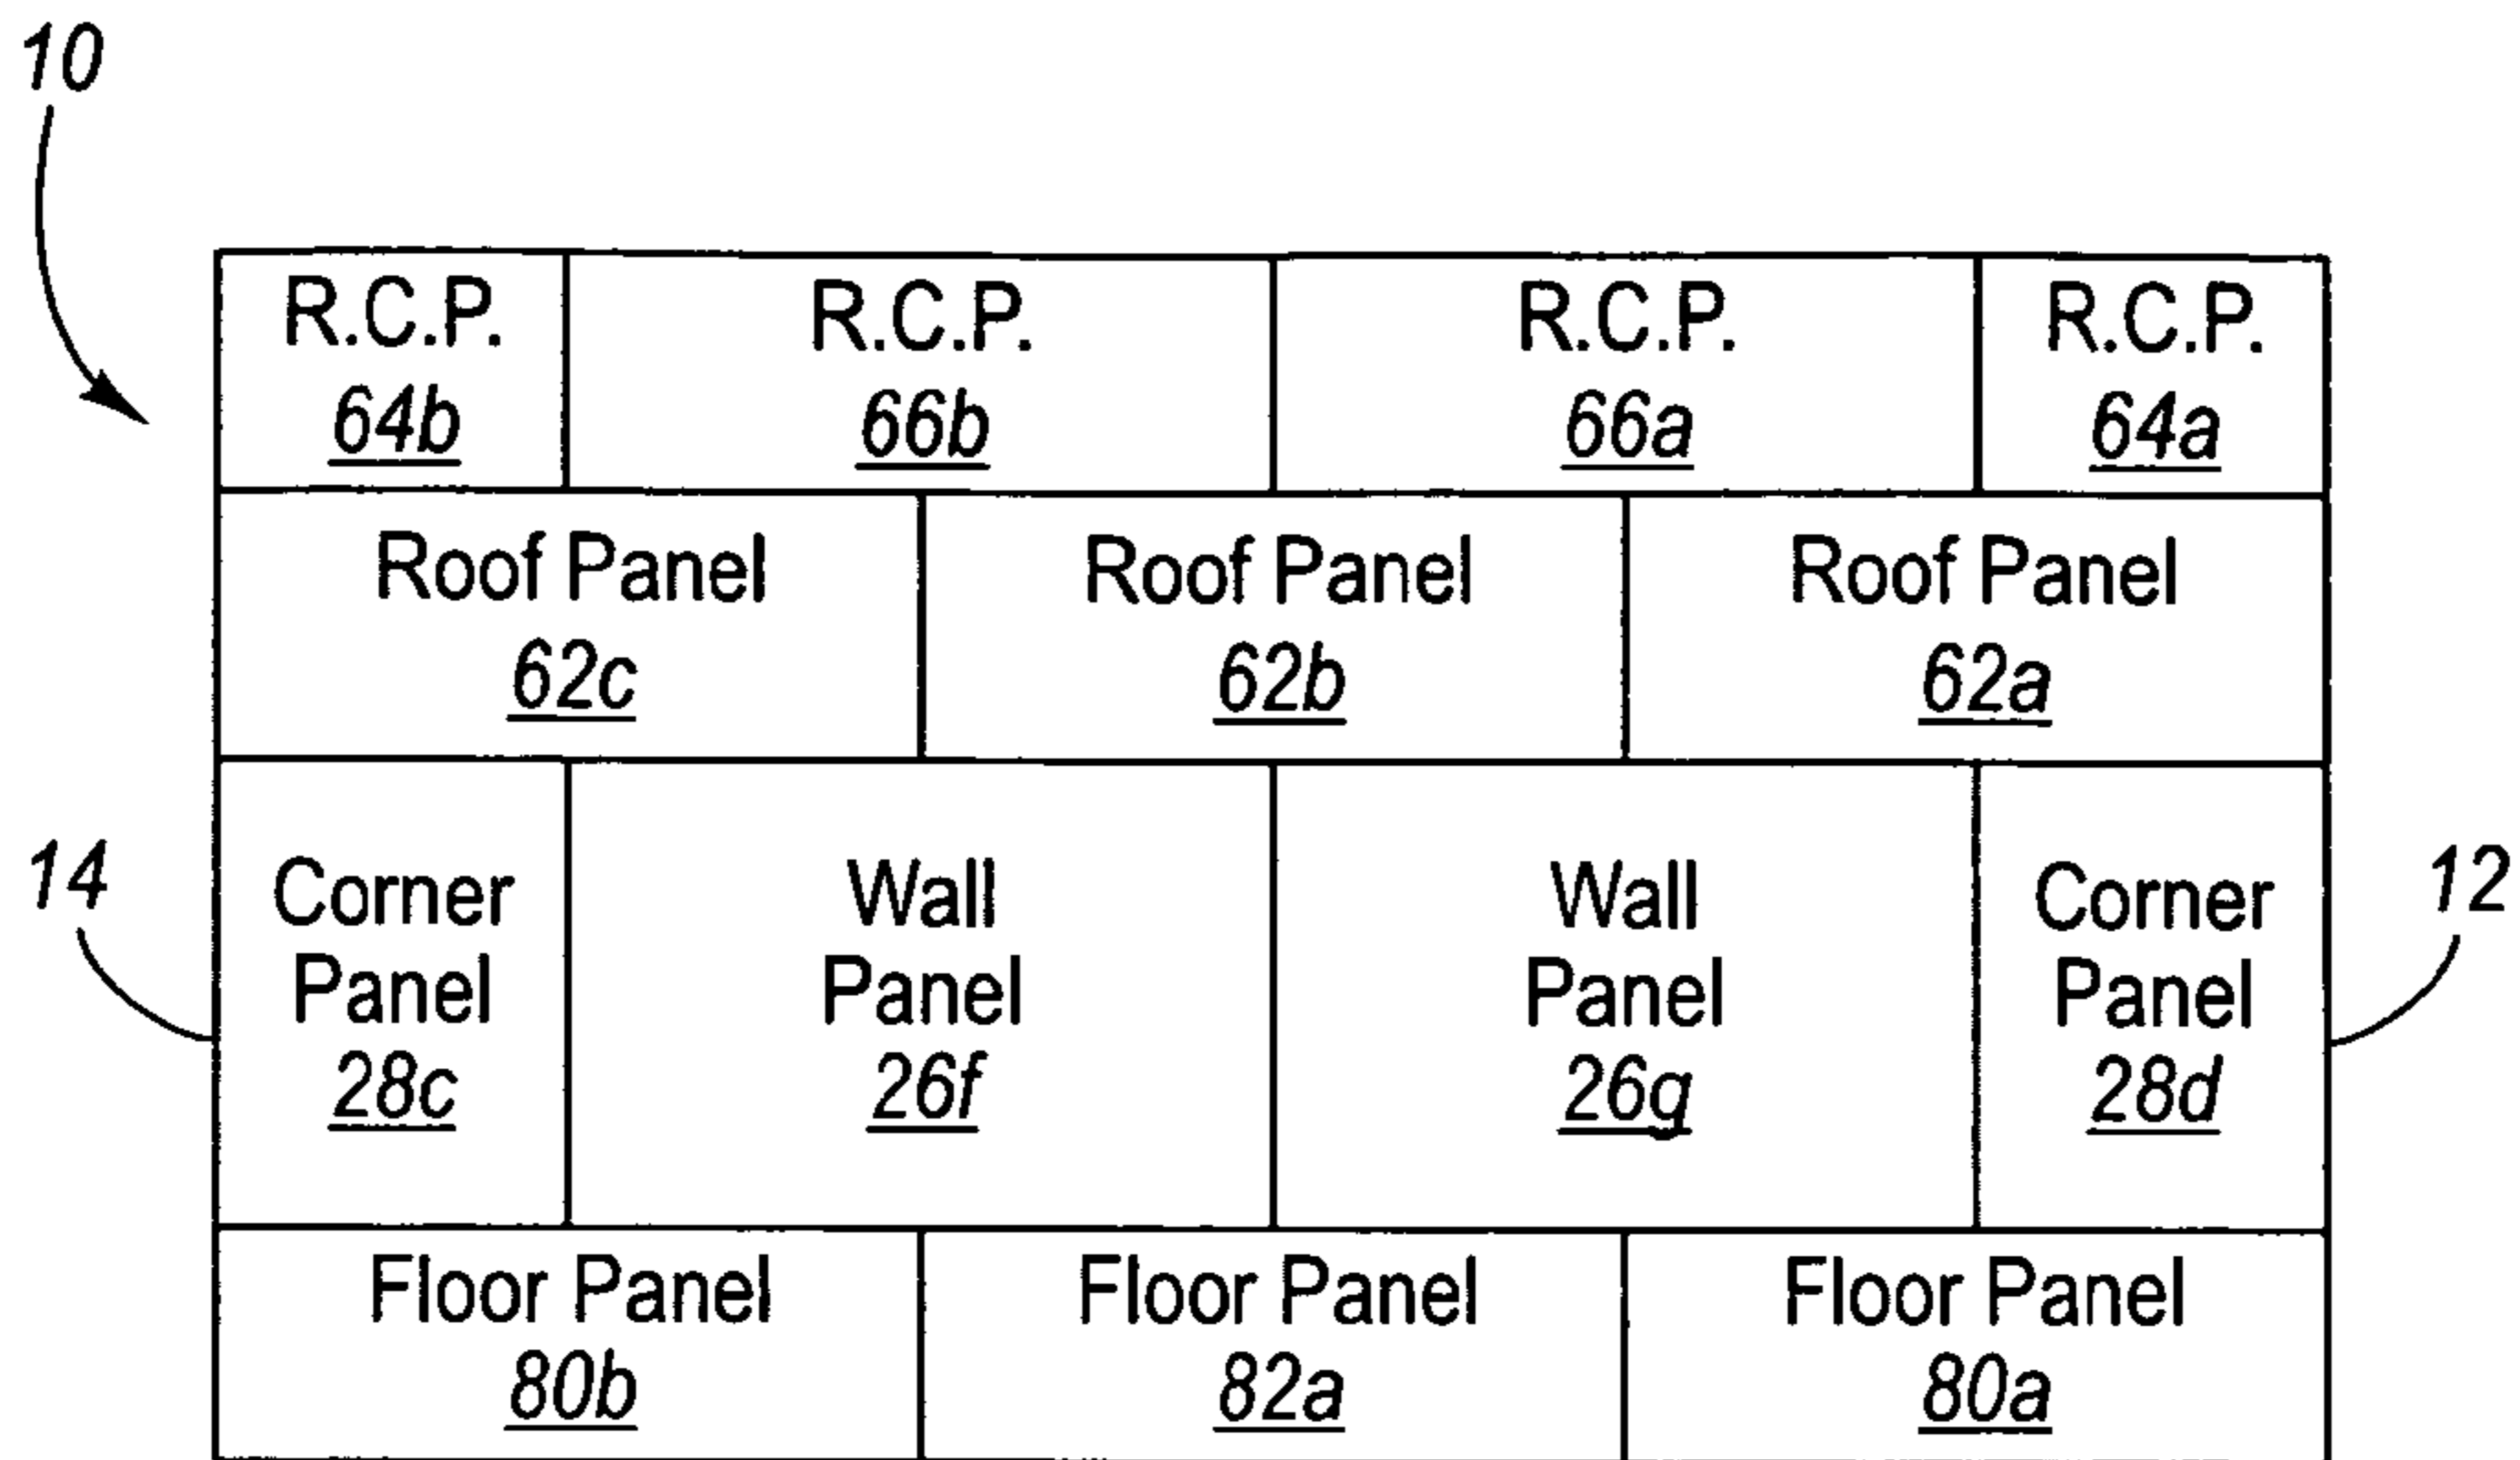 10
R.C.P. R.C.P. R.C.P. R.C.P.
64b 66b 66a 64a
Roof Panel Roof Panel Roof Panel
62c 62b 62a
14 12
Corner Wall Wall Corner
Panel Panel Panel Panel
28c 26f 26g 28d
Floor Panel Floor Panel Floor Panel
80b 82a 80a